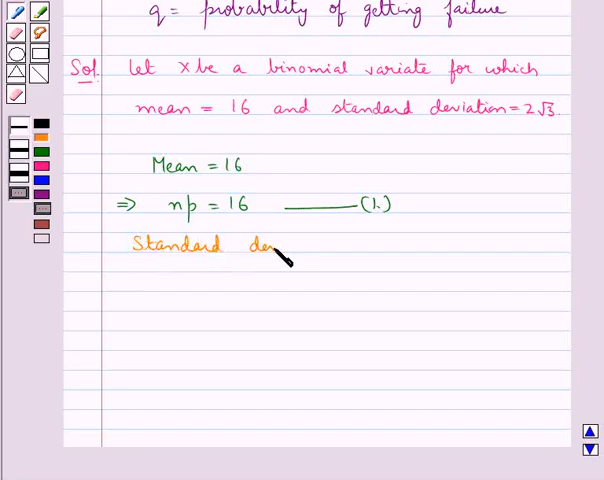 q = probability of getting failure
Sol. Let X be a binomial variate for which
mean = 16 and standard deviation = 2√3.
Mean = 16
⇒ np = 16 ———— (1.)
Standard dev